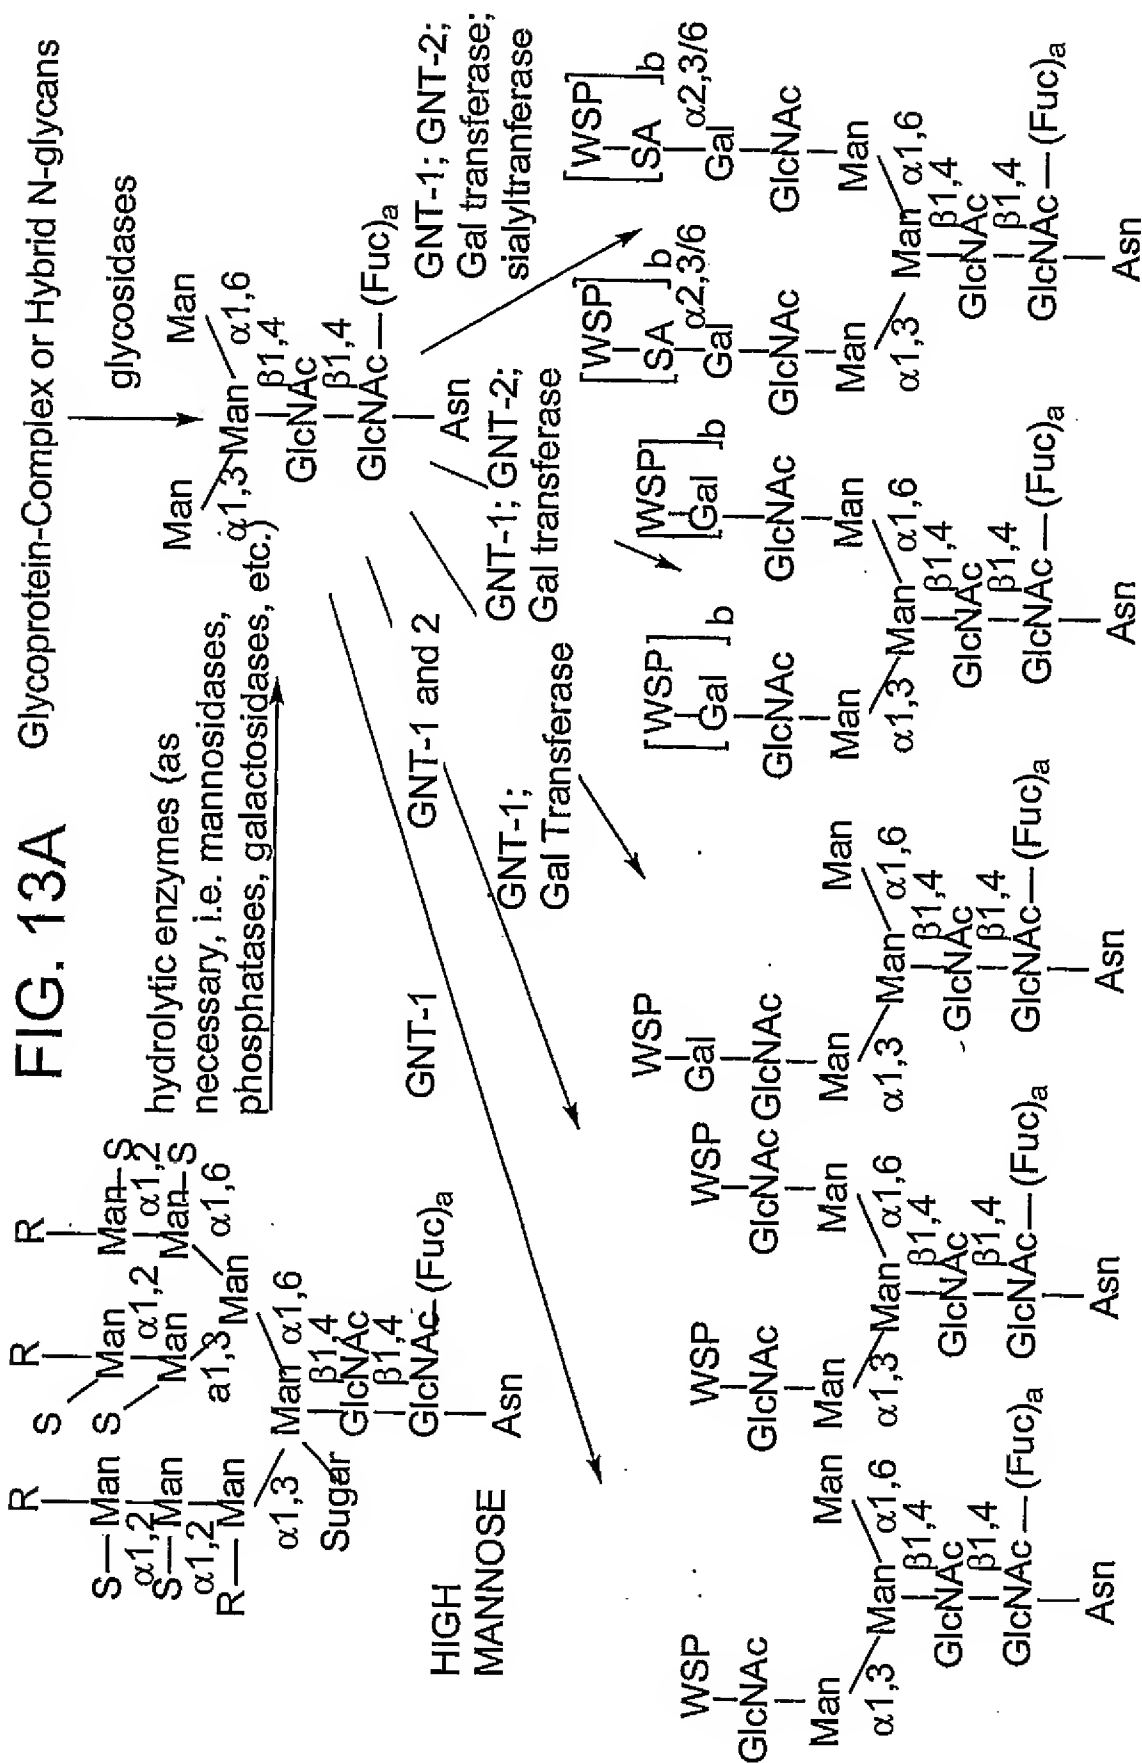 FIG. 13A
Glycoprotein-Complex or Hybrid N-glycans
glycosidases
R
R
R
S—Man
α1,2
S—Man
α1,2
R—Man
α1,3
Sugar
S
Man
α1,2
S
Man
a1,3
Man–S
α1,2
Man–S
α1,6
Man
α1,6
Man
β1,4
GlcNAc
β1,4
GlcNAc–(Fuc)a
Asn
HIGH
MANNOSE
hydrolytic enzymes (as
necessary, i.e. mannosidases,
phosphatases, galactosidases, etc.)
Man
Man
α1,3
Man
α1,6
β1,4
GlcNAc
β1,4
GlcNAc—(Fuc)a
Asn
GNT-1
GNT-1 and 2
GNT-1;
Gal Transferase
GNT-1; GNT-2;
Gal transferase
GNT-1; GNT-2;
Gal transferase;
sialyltranferase
WSP
GlcNAc
Man
Man
α1,3
Man
α1,6
β1,4
GlcNAc
β1,4
GlcNAc—(Fuc)a
Asn
WSP
WSP
GlcNAc
GlcNAc
Man
Man
α1,3
Man
α1,6
β1,4
GlcNAc
β1,4
GlcNAc—(Fuc)a
Asn
WSP
Gal
GlcNAc
Man
Man
α1,3
Man
α1,6
β1,4
GlcNAc
β1,4
GlcNAc—(Fuc)a
Asn
[WSP]b
[WSP]b
Gal
Gal
GlcNAc
GlcNAc
Man
Man
α1,3
Man
α1,6
β1,4
GlcNAc
β1,4
GlcNAc—(Fuc)a
Asn
[WSP]b
[WSP]b
SA
SA
α2,3/6
α2,3/6
Gal
Gal
GlcNAc
GlcNAc
Man
Man
α1,3
Man
α1,6
β1,4
GlcNAc
β1,4
GlcNAc—(Fuc)a
Asn